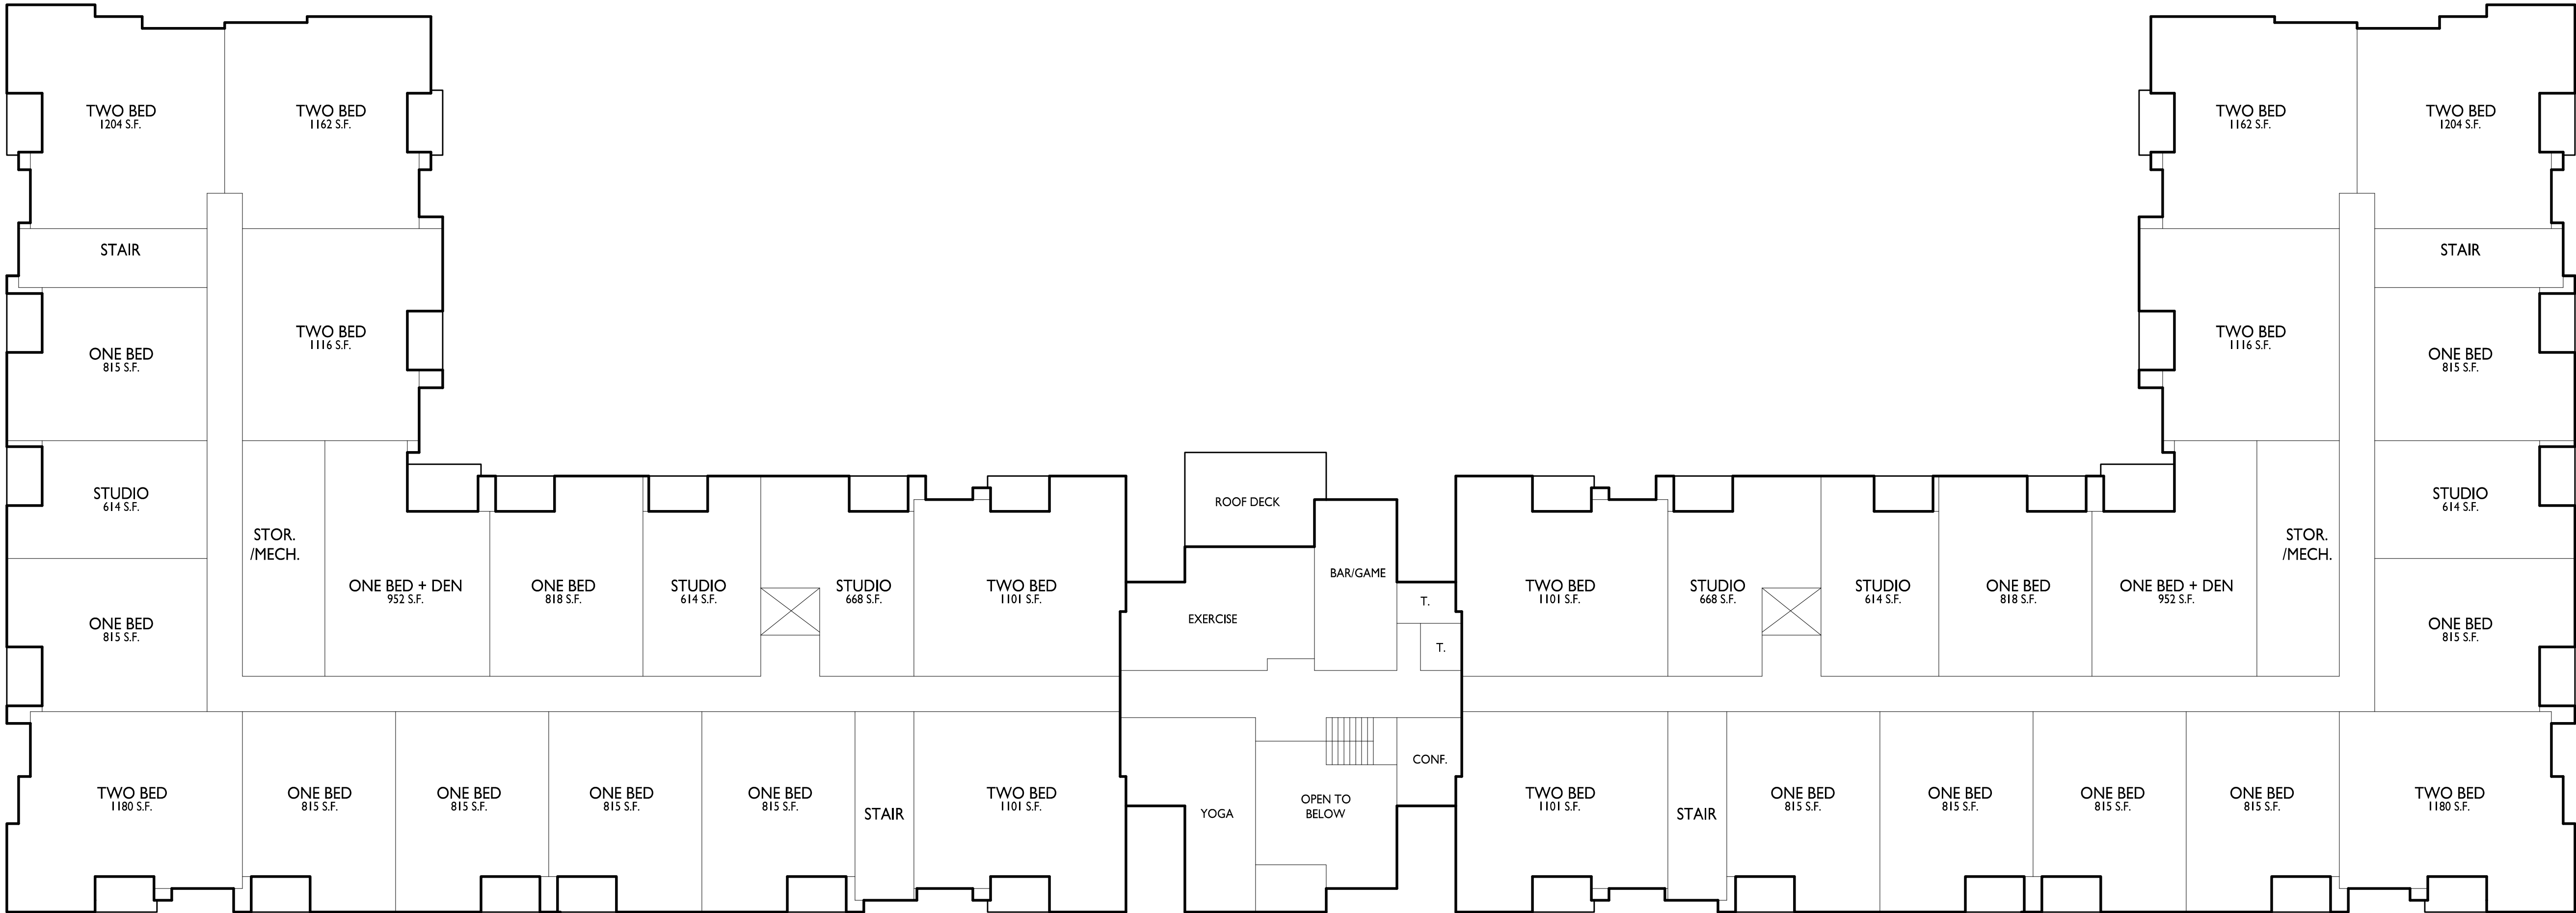 TWO BED
1204 S.F.
TWO BED
1162 S.F.
TWO BED
1162 S.F.
TWO BED
1204 S.F.
STAIR
STAIR
TWO BED
1116 S.F.
TWO BED
1116 S.F.
ONE BED
815 S.F.
ONE BED
815 S.F.
STUDIO
614 S.F.
ROOF DECK
STUDIO
614 S.F.
STOR.
/MECH.
STOR.
/MECH.
BAR/GAME
ONE BED + DEN
952 S.F.
ONE BED
818 S.F.
STUDIO
614 S.F.
STUDIO
668 S.F.
TWO BED
1101 S.F.
TWO BED
1101 S.F.
STUDIO
668 S.F.
STUDIO
614 S.F.
ONE BED
818 S.F.
ONE BED + DEN
952 S.F.
T.
EXERCISE
ONE BED
815 S.F.
ONE BED
815 S.F.
T.
CONF.
TWO BED
1180 S.F.
ONE BED
815 S.F.
ONE BED
815 S.F.
ONE BED
815 S.F.
ONE BED
815 S.F.
STAIR
TWO BED
1101 S.F.
YOGA
OPEN TO
BELOW
TWO BED
1101 S.F.
STAIR
ONE BED
815 S.F.
ONE BED
815 S.F.
ONE BED
815 S.F.
ONE BED
815 S.F.
TWO BED
1180 S.F.